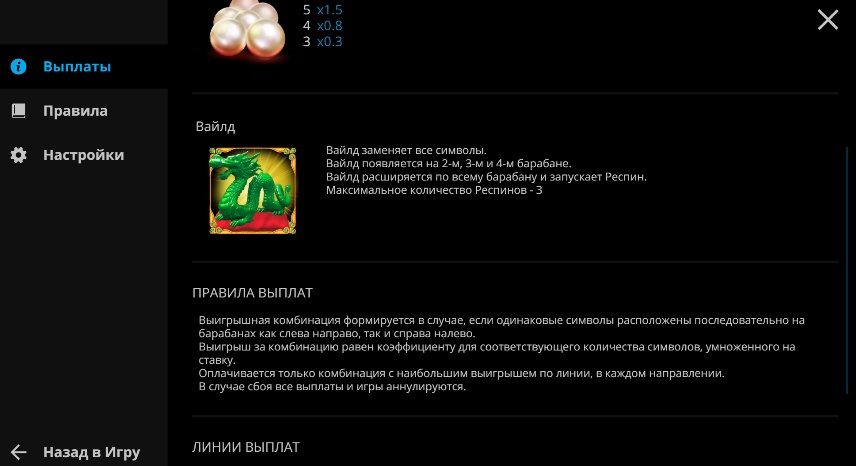 5 x1.5
4 x0.8
3 x0.3
Выплаты
Правила
Настройки
Вайлд
Вайлд заменяет все символы.
Вайлд появляется на 2-м, 3-м и 4-м барабане.
Вайлд расширяется по всему барабану и запускает Респин.
Максимальное количество Респинов - 3
ПРАВИЛА ВЫПЛАТ
Выигрышная комбинация формируется в случае, если одинаковые символы расположены последовательно на
барабанах как слева направо, так и справа налево.
Выигрыш за комбинацию равен коэффициенту для соответствующего количества символов, умноженного на
ставку.
Оплачивается только комбинация с наибольшим выигрышем по линии, в каждом направлении.
В случае сбоя все выплаты и игры аннулируются.
Назад в Игру
ЛИНИИ ВЫПЛАТ